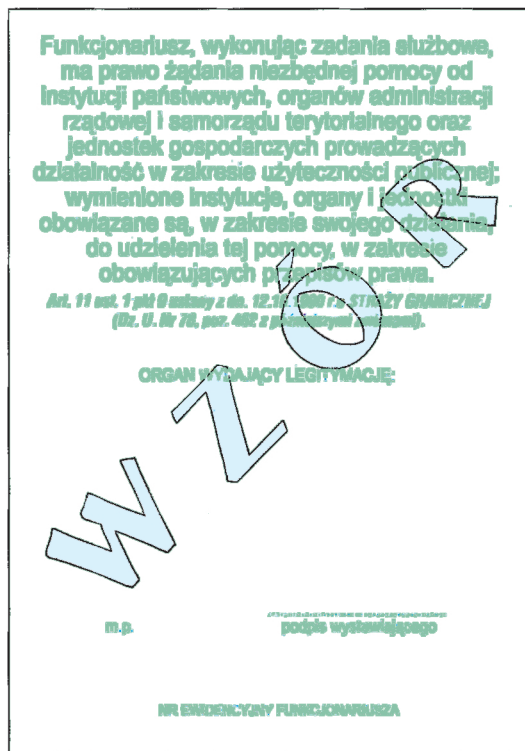 Funkcjonariusz, wykonując zadania służbowe,
ma prawo żądania niezbędnej pomocy od
instytucji państwowych, organów administracji
rządowej i samorządu terytorialnego oraz
jednostek gospodarczych prowadzących
działalność w zakresie użyteczności publicznej;
wymienione instytucje, organy i jednostki
obowiązane są, w zakresie swojego działania,
do udzielenia tej pomocy, w zakresie
obowiązujących przepisów prawa.
Art. 11 ust. 1 pkt ustawy z dn. 12.10.1990 r. o STRAŻY GRANICZNEJ
(Dz. U. Nr 78, poz. 462 z późniejszymi zmianami).
ORGAN WYDAJĄCY LEGITYMACJĘ:
WZÓR
m.p.
podpis wystawiającego
NR EWIDENCYJNY FUNKCJONARIUSZA